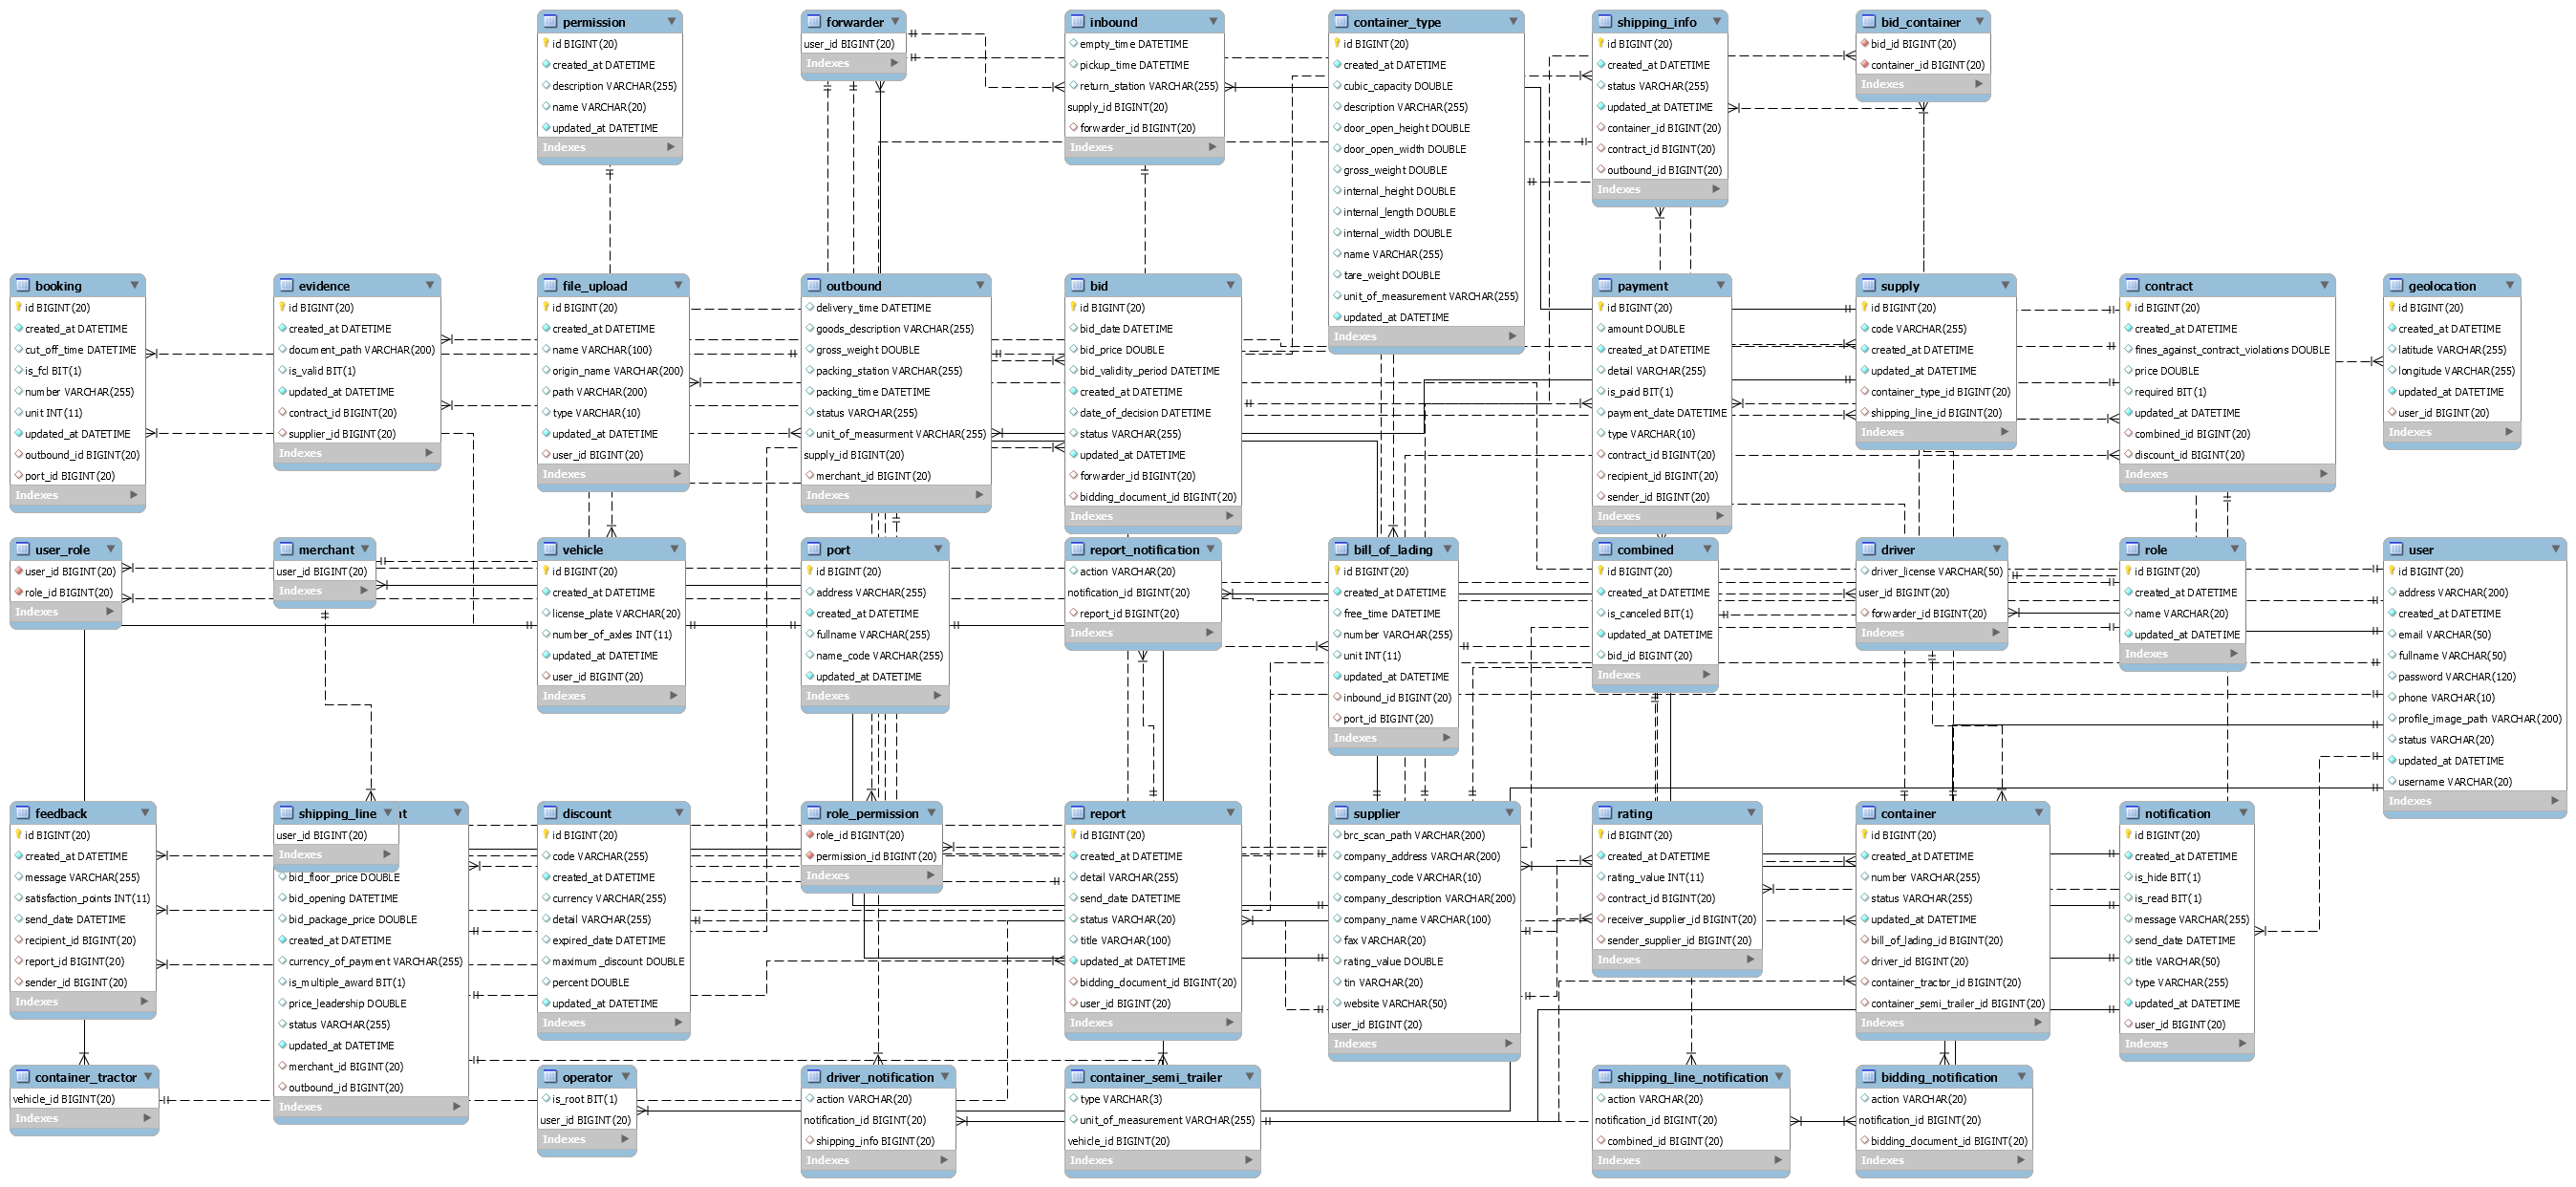 permission
id BIGINT(20)
created_at DATETIME
description VARCHAR(255)
name VARCHAR(20)
updated_at DATETIME
Indexes
forwarder
user_id BIGINT(20)
Indexes
inbound
empty_time DATETIME
pickup_time DATETIME
return_station VARCHAR(255)
supply_id BIGINT(20)
forwarder_id BIGINT(20)
Indexes
container_type
id BIGINT(20)
created_at DATETIME
cubic_capacity DOUBLE
description VARCHAR(255)
door_open_height DOUBLE
door_open_width DOUBLE
gross_weight DOUBLE
internal_height DOUBLE
internal_length DOUBLE
internal_width DOUBLE
name VARCHAR(255)
tare_weight DOUBLE
unit_of_measurement VARCHAR(255)
updated_at DATETIME
Indexes
shipping_info
id BIGINT(20)
created_at DATETIME
status VARCHAR(255)
updated_at DATETIME
container_id BIGINT(20)
contract_id BIGINT(20)
outbound_id BIGINT(20)
Indexes
bid_container
bid_id BIGINT(20)
container_id BIGINT(20)
Indexes
booking
id BIGINT(20)
created_at DATETIME
cut_off_time DATETIME
is_fcl BIT(1)
number VARCHAR(255)
unit INT(11)
updated_at DATETIME
outbound_id BIGINT(20)
port_id BIGINT(20)
Indexes
evidence
id BIGINT(20)
created_at DATETIME
document_path VARCHAR(200)
is_valid BIT(1)
updated_at DATETIME
contract_id BIGINT(20)
supplier_id BIGINT(20)
Indexes
file_upload
id BIGINT(20)
created_at DATETIME
name VARCHAR(100)
origin_name VARCHAR(200)
path VARCHAR(200)
type VARCHAR(10)
updated_at DATETIME
user_id BIGINT(20)
Indexes
outbound
delivery_time DATETIME
goods_description VARCHAR(255)
gross_weight DOUBLE
packing_station VARCHAR(255)
packing_time DATETIME
status VARCHAR(255)
unit_of_measurment VARCHAR(255)
supply_id BIGINT(20)
merchant_id BIGINT(20)
Indexes
bid
id BIGINT(20)
bid_date DATETIME
bid_price DOUBLE
bid_validity_period DATETIME
created_at DATETIME
date_of_decision DATETIME
status VARCHAR(255)
updated_at DATETIME
forwarder_id BIGINT(20)
bidding_document_id BIGINT(20)
Indexes
payment
id BIGINT(20)
amount DOUBLE
created_at DATETIME
detail VARCHAR(255)
is_paid BIT(1)
payment_date DATETIME
type VARCHAR(10)
contract_id BIGINT(20)
recipient_id BIGINT(20)
sender_id BIGINT(20)
Indexes
supply
id BIGINT(20)
code VARCHAR(255)
created_at DATETIME
updated_at DATETIME
container_type_id BIGINT(20)
shipping_line_id BIGINT(20)
Indexes
contract
id BIGINT(20)
created_at DATETIME
fines_against_contract_violations DOUBLE
price DOUBLE
required BIT(1)
updated_at DATETIME
combined_id BIGINT(20)
discount_id BIGINT(20)
Indexes
geolocation
id BIGINT(20)
created_at DATETIME
latitude VARCHAR(255)
longitude VARCHAR(255)
updated_at DATETIME
user_id BIGINT(20)
Indexes
user_role
user_id BIGINT(20)
role_id BIGINT(20)
Indexes
merchant
user_id BIGINT(20)
Indexes
vehicle
id BIGINT(20)
created_at DATETIME
license_plate VARCHAR(20)
number_of_axles INT(11)
updated_at DATETIME
user_id BIGINT(20)
Indexes
port
id BIGINT(20)
address VARCHAR(255)
created_at DATETIME
fullname VARCHAR(255)
name_code VARCHAR(255)
updated_at DATETIME
Indexes
report_notification
action VARCHAR(20)
notification_id BIGINT(20)
report_id BIGINT(20)
Indexes
bill_of_lading
id BIGINT(20)
created_at DATETIME
free_time DATETIME
number VARCHAR(255)
unit INT(11)
updated_at DATETIME
inbound_id BIGINT(20)
port_id BIGINT(20)
Indexes
combined
id BIGINT(20)
created_at DATETIME
is_canceled BIT(1)
updated_at DATETIME
bid_id BIGINT(20)
Indexes
driver
driver_license VARCHAR(50)
user_id BIGINT(20)
forwarder_id BIGINT(20)
Indexes
role
id BIGINT(20)
created_at DATETIME
name VARCHAR(20)
updated_at DATETIME
Indexes
user
id BIGINT(20)
address VARCHAR(200)
created_at DATETIME
email VARCHAR(50)
fullname VARCHAR(50)
password VARCHAR(120)
phone VARCHAR(10)
profile_image_path VARCHAR(200)
status VARCHAR(20)
updated_at DATETIME
username VARCHAR(20)
Indexes
feedback
id BIGINT(20)
created_at DATETIME
message VARCHAR(255)
satisfaction_points INT(11)
send_date DATETIME
recipient_id BIGINT(20)
report_id BIGINT(20)
sender_id BIGINT(20)
Indexes
shipping_line
user_id BIGINT(20)
Indexes
bid_floor_price DOUBLE
bid_opening DATETIME
bid_package_price DOUBLE
created_at DATETIME
currency_of_payment VARCHAR(255)
is_multiple_award BIT(1)
price_leadership DOUBLE
status VARCHAR(255)
updated_at DATETIME
merchant_id BIGINT(20)
outbound_id BIGINT(20)
Indexes
discount
id BIGINT(20)
code VARCHAR(255)
created_at DATETIME
currency VARCHAR(255)
detail VARCHAR(255)
expired_date DATETIME
maximum_discount DOUBLE
percent DOUBLE
updated_at DATETIME
Indexes
role_permission
role_id BIGINT(20)
permission_id BIGINT(20)
Indexes
report
id BIGINT(20)
created_at DATETIME
detail VARCHAR(255)
send_date DATETIME
status VARCHAR(20)
title VARCHAR(100)
updated_at DATETIME
bidding_document_id BIGINT(20)
user_id BIGINT(20)
Indexes
supplier
brc_scan_path VARCHAR(200)
company_address VARCHAR(200)
company_code VARCHAR(10)
company_description VARCHAR(200)
company_name VARCHAR(100)
fax VARCHAR(20)
rating_value DOUBLE
tin VARCHAR(20)
website VARCHAR(50)
user_id BIGINT(20)
Indexes
rating
id BIGINT(20)
created_at DATETIME
rating_value INT(11)
contract_id BIGINT(20)
receiver_supplier_id BIGINT(20)
sender_supplier_id BIGINT(20)
Indexes
container
id BIGINT(20)
created_at DATETIME
number VARCHAR(255)
status VARCHAR(255)
updated_at DATETIME
bill_of_lading_id BIGINT(20)
driver_id BIGINT(20)
container_tractor_id BIGINT(20)
container_semi_trailer_id BIGINT(20)
Indexes
notification
id BIGINT(20)
created_at DATETIME
is_hide BIT(1)
is_read BIT(1)
message VARCHAR(255)
send_date DATETIME
title VARCHAR(50)
type VARCHAR(255)
updated_at DATETIME
user_id BIGINT(20)
Indexes
container_tractor
vehicle_id BIGINT(20)
Indexes
operator
is_root BIT(1)
user_id BIGINT(20)
Indexes
driver_notification
action VARCHAR(20)
notification_id BIGINT(20)
shipping_info BIGINT(20)
Indexes
container_semi_trailer
type VARCHAR(3)
unit_of_measurement VARCHAR(255)
vehicle_id BIGINT(20)
Indexes
shipping_line_notification
action VARCHAR(20)
notification_id BIGINT(20)
combined_id BIGINT(20)
Indexes
bidding_notification
action VARCHAR(20)
notification_id BIGINT(20)
bidding_document_id BIGINT(20)
Indexes